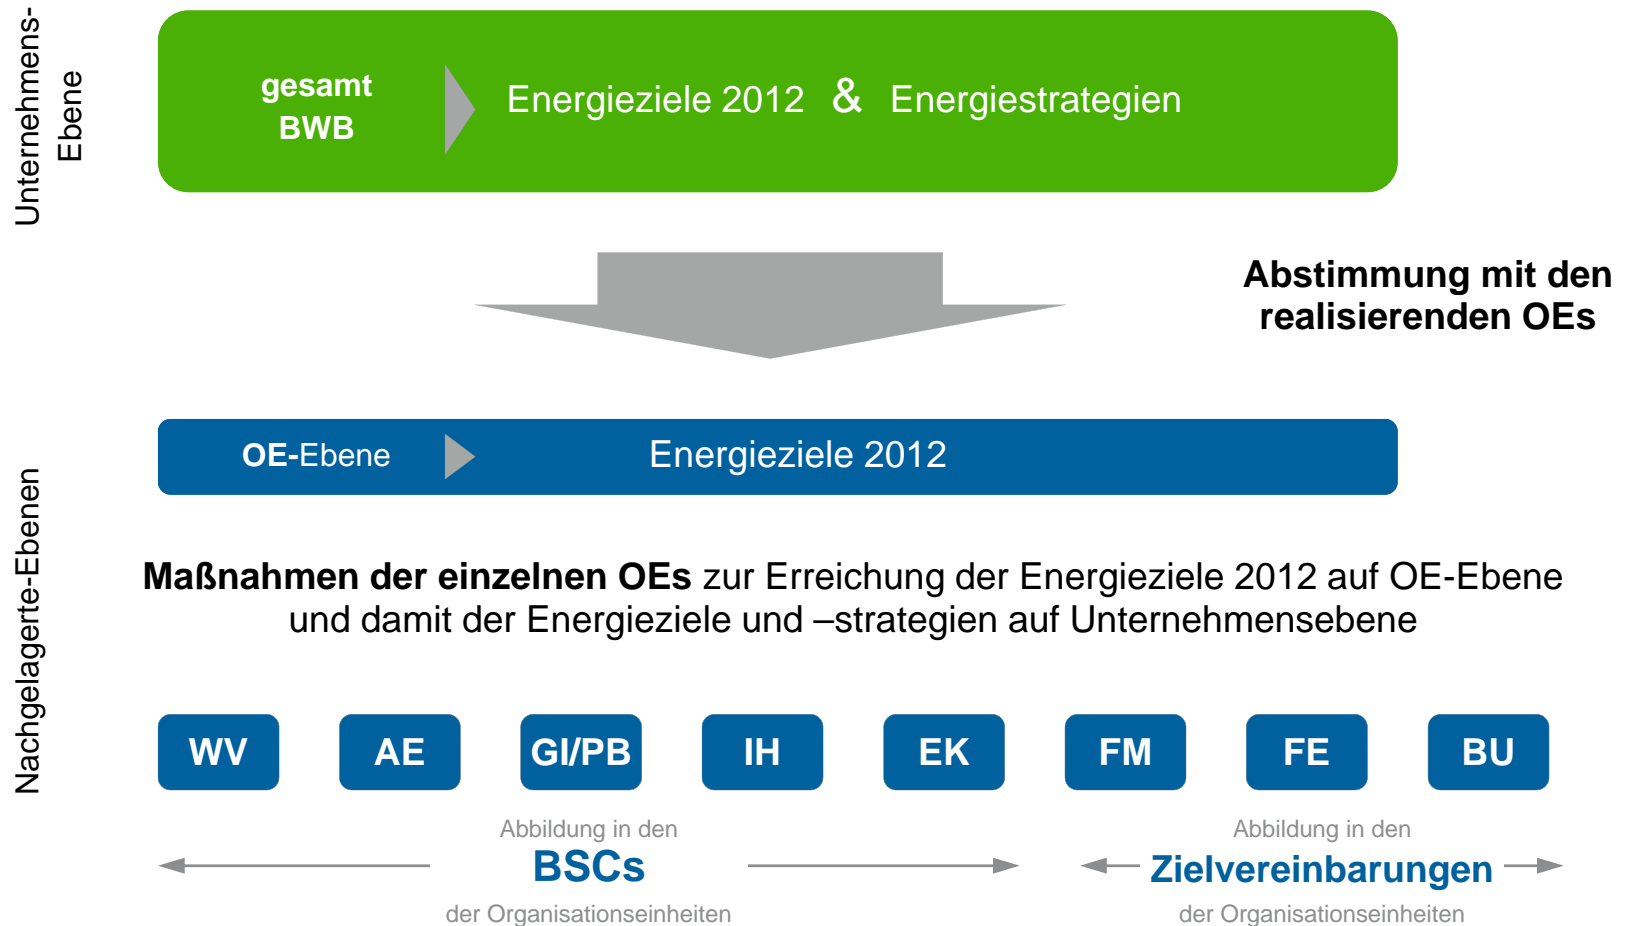 Unternehmens-
Ebene
gesamt
BWB
Energieziele 2012 & Energiestrategien
Abstimmung mit den
realisierenden OEs
Nachgelagerte-Ebenen
OE-Ebene
Energieziele 2012
Maßnahmen der einzelnen OEs zur Erreichung der Energieziele 2012 auf OE-Ebene
und damit der Energieziele und –strategien auf Unternehmensebene
WV AE GI/PB IH EK FM FE BU
Abbildung in den
BSCs
der Organisationseinheiten
Abbildung in den
Zielvereinbarungen
der Organisationseinheiten